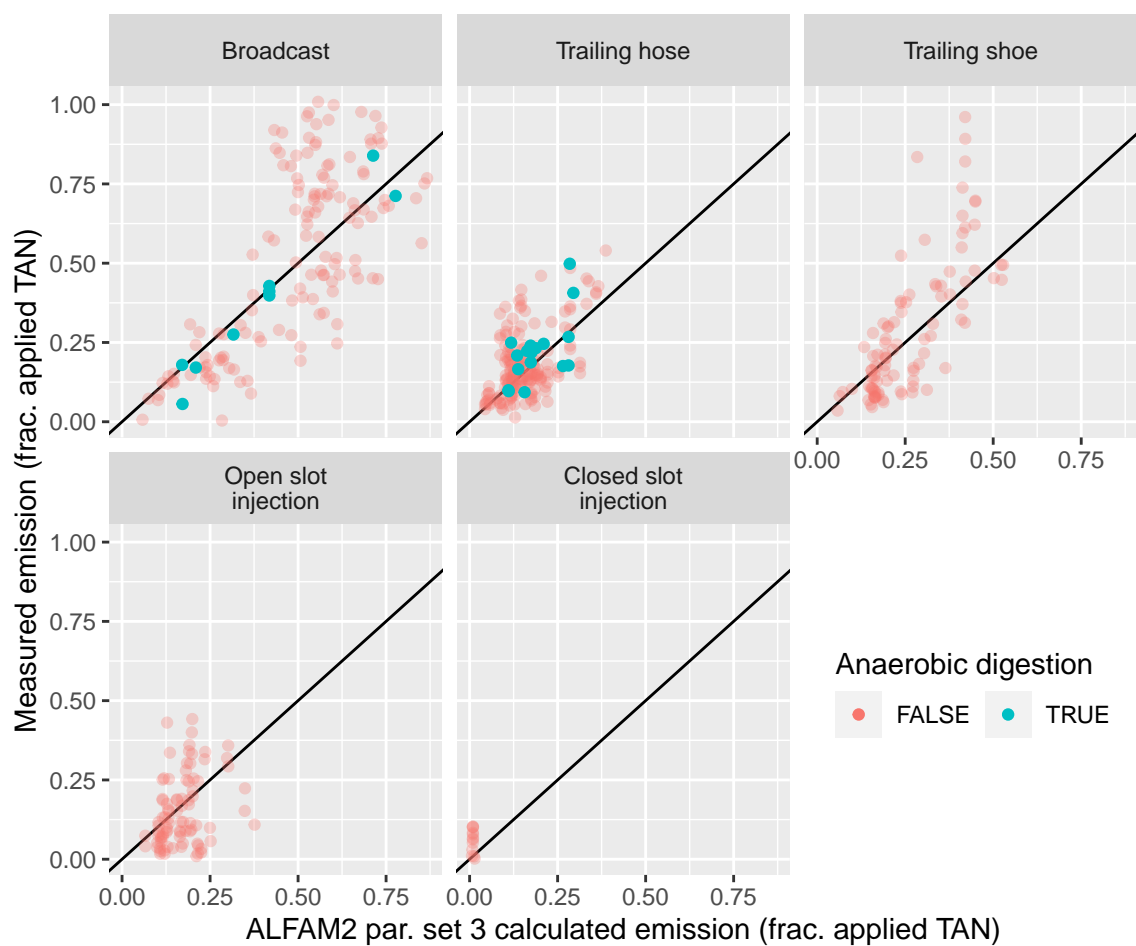 Broadcast
Trailing hose
Trailing shoe
1.00
0.75
0.50
0.25
0.00
0.00 0.25 0.50 0.75
Open slot
injection
Closed slot
injection
1.00
0.75
0.50
0.25
0.00
0.00 0.25 0.50 0.75
0.00 0.25 0.50 0.75
Measured emission (frac. applied TAN)
ALFAM2 par. set 3 calculated emission (frac. applied TAN)
Anaerobic digestion
FALSE TRUE